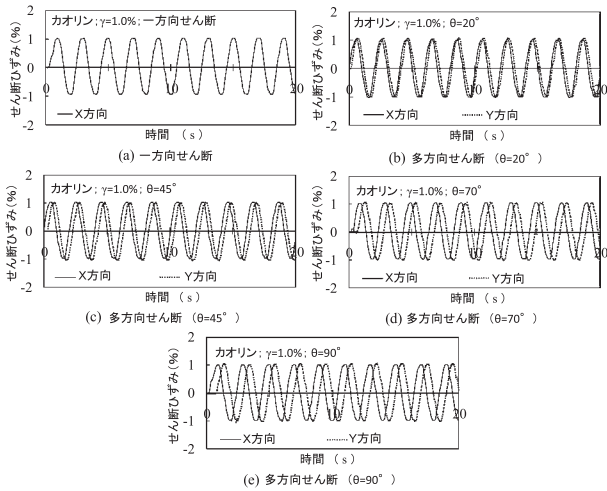 カオリン; γ=1.0%; 一方向せん断
せん断ひずみ(%)
2
1
0
-1
-2
0
10
20
X方向
時間 (s)
(a) 一方向せん断
カオリン; γ=1.0%; θ=20°
せん断ひずみ(%)
2
1
0
-1
-2
0
10
20
X方向
Y方向
時間 (s)
(b) 多方向せん断 (θ=20°)
カオリン; γ=1.0%; θ=45°
せん断ひずみ(%)
2
1
0
-1
-2
0
10
20
X方向
Y方向
時間 (s)
(c) 多方向せん断 (θ=45°)
カオリン; γ=1.0%; θ=70°
せん断ひずみ(%)
2
1
0
-1
-2
0
10
20
X方向
Y方向
時間 (s)
(d) 多方向せん断 (θ=70°)
カオリン; γ=1.0%; θ=90°
せん断ひずみ(%)
2
1
0
-1
-2
0
10
20
X方向
Y方向
時間 (s)
(e) 多方向せん断 (θ=90°)